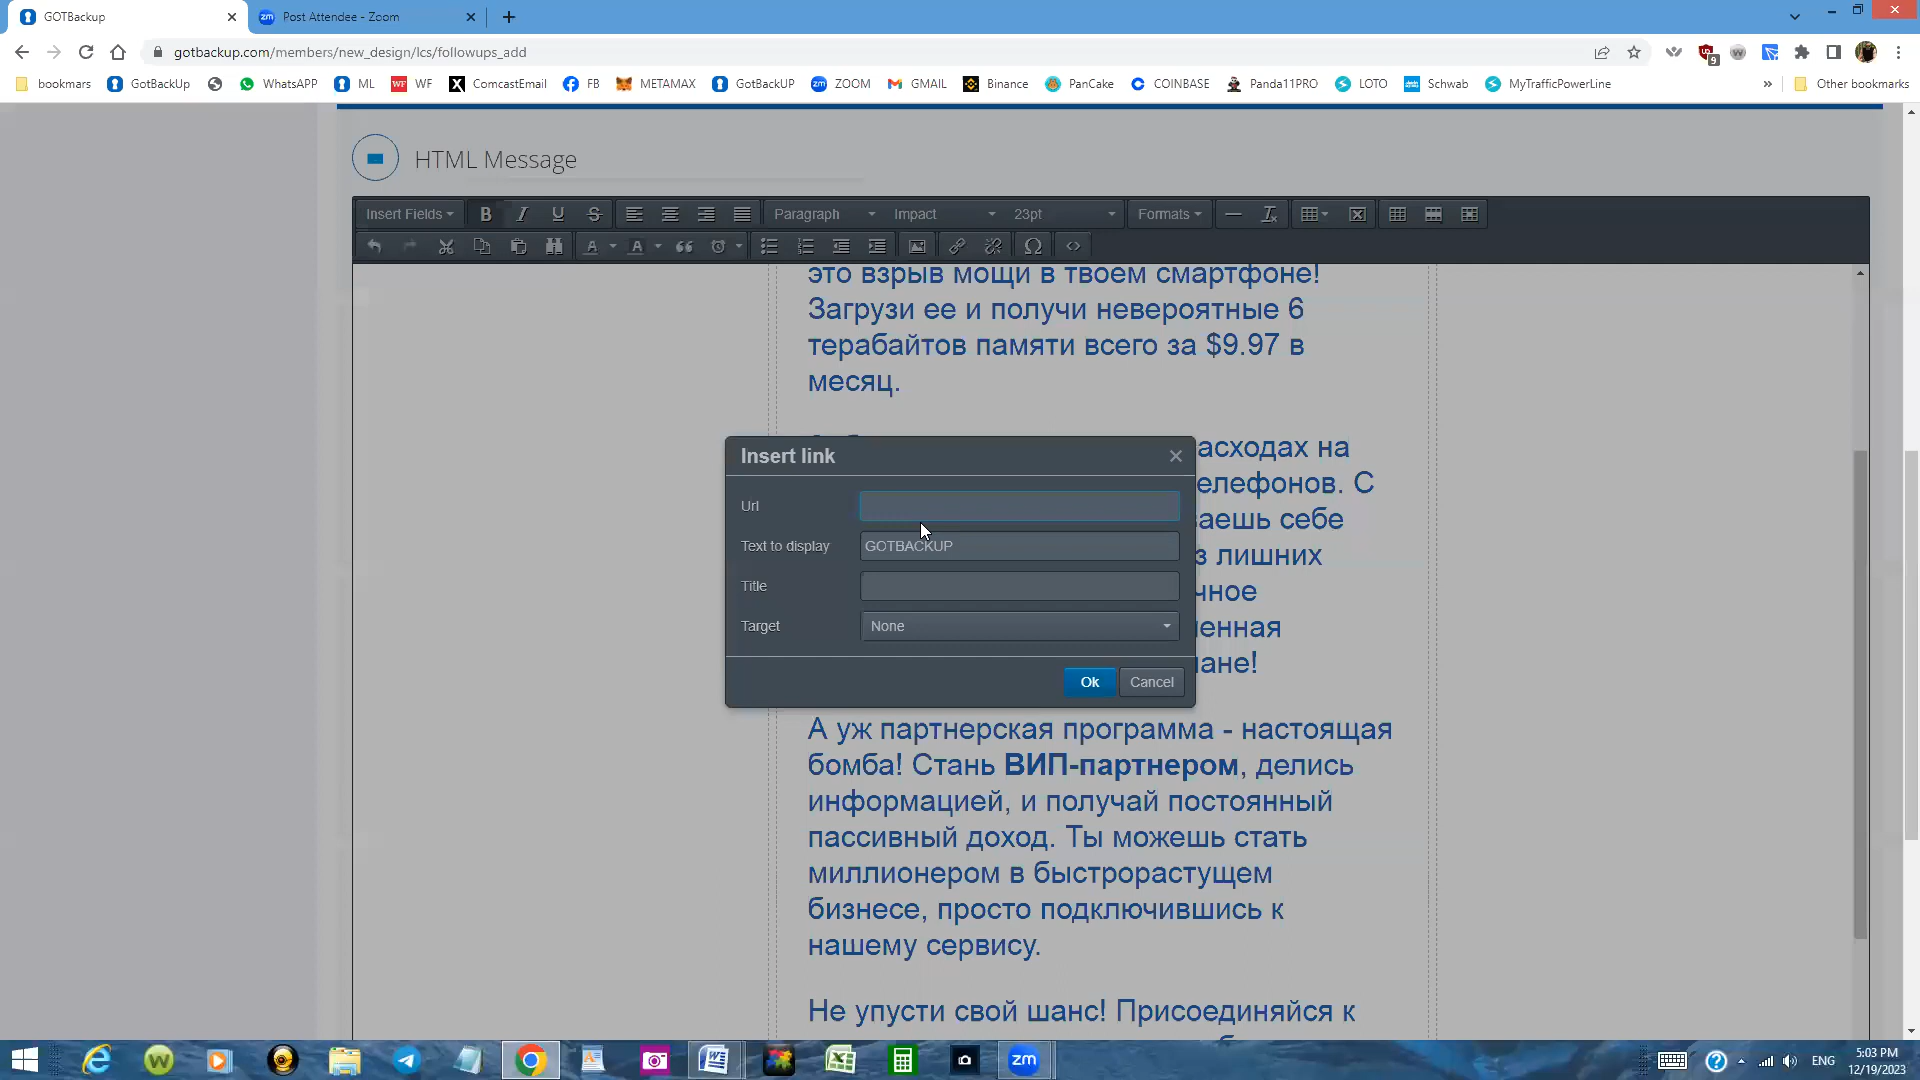 GOTBackup
Post Attendee - Zoom
gotbackup.com/members/new_design/lcs/followups_add
9
bookmars
GotBackUp
WhatsAPP
ML
WF
ComcastEmail
FB
METAMAX
GotBackUP
ZOOM
GMAIL
Binance
PanCake
COINBASE
Panda11PRO
LOTO
Schwab
MyTrafficPowerLine
»
Other bookmarks
HTML Message
Insert Fields
B I U S
Paragraph
Impact
23pt
Formats
это взрыв мощи в твоем смартфоне!
Загрузи ее и получи невероятные 6
терабайтов памяти всего за $9.97 в
месяц.
асходах на
елефонов. С
аешь себе
з лишних
чное
енная
ане!
Insert link
Url
Text to display
GOTBACKUP
Title
Target
None
Ok
Cancel
А уж партнерская программа - настоящая
бомба! Стань ВИП-партнером, делись
информацией, и получай постоянный
пассивный доход. Ты можешь стать
миллионером в быстрорастущем
бизнесе, просто подключившись к
нашему сервису.
Не упусти свой шанс! Присоединяйся к
zm
ENG
5:03 PM
12/19/2023